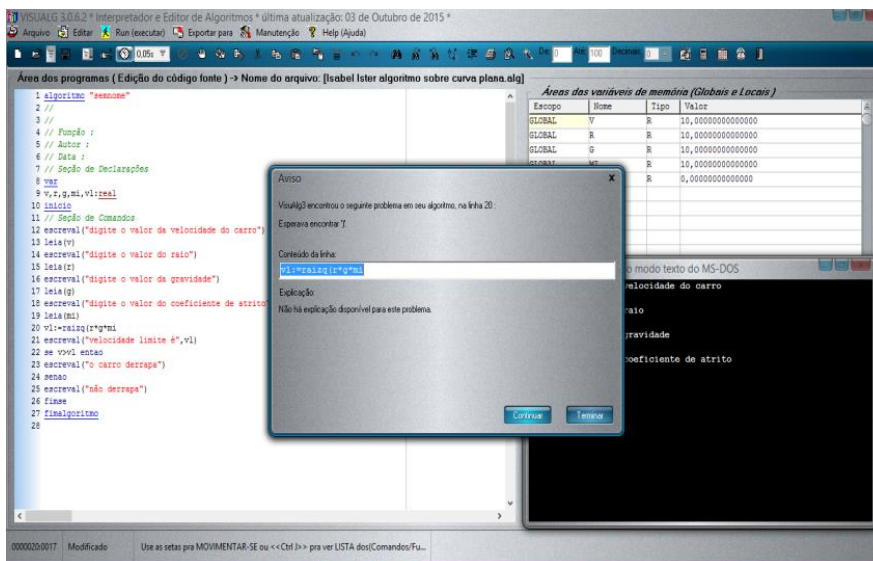 VISUALG 3.0.6.2 * Interpretador e Editor de Algoritmos * última atualização: 03 de Outubro de 2015 *
Arquivo Editar Run (executar) Exportar para Manutenção ? Help (Ajuda)
0,05s De: 0 Até: 100 Decimais: 0
Área dos programas ( Edição do código fonte ) -> Nome do arquivo: [Isabel Ister algoritmo sobre curva plana.alg]
1 algoritmo "semnome"
2 //
3 //
4 // Função :
5 // Autor :
6 // Data :
7 // Seção de Declarações
8 var
9 v,r,g,mi,vl:real
10 inicio
11 // Seção de Comandos
12 escreval("digite o valor da velocidade do carro")
13 leia(v)
14 escreval("digite o valor do raio")
15 leia(r)
16 escreval("digite o valor da gravidade")
17 leia(g)
18 escreval("digite o valor do coeficiente de atrito"
19 leia(mi)
20 vl:=raizq(r*g*mi
21 escreval("velocidade limite é",vl)
22 se v>vl entao
23 escreval("o carro derrapa")
24 senao
25 escreval("não derrapa")
26 fimse
27 fimalgoritmo
28
Áreas das variáveis de memória (Globais e Locais )
Escopo Nome Tipo Valor
GLOBAL V R 10,00000000000000
GLOBAL R R 10,00000000000000
GLOBAL G R 10,00000000000000
GLOBAL MI R 10,00000000000000
R 0,00000000000000
Aviso X
VisuAlg3 encontrou o seguinte problema em seu algoritmo, na linha 20 :
Esperava encontrar ')'.
Conteúdo da linha:
vl:=raizq(r*g*mi
Explicação:
Não há explicação disponível para este problema.
Continuar Terminar
o modo texto do MS-DOS
velocidade do carro
raio
gravidade
coeficiente de atrito
0000020:0017 Modificado Use as setas pra MOVIMENTAR-SE ou <<Ctrl J>> pra ver LISTA dos(Comandos/Fu...